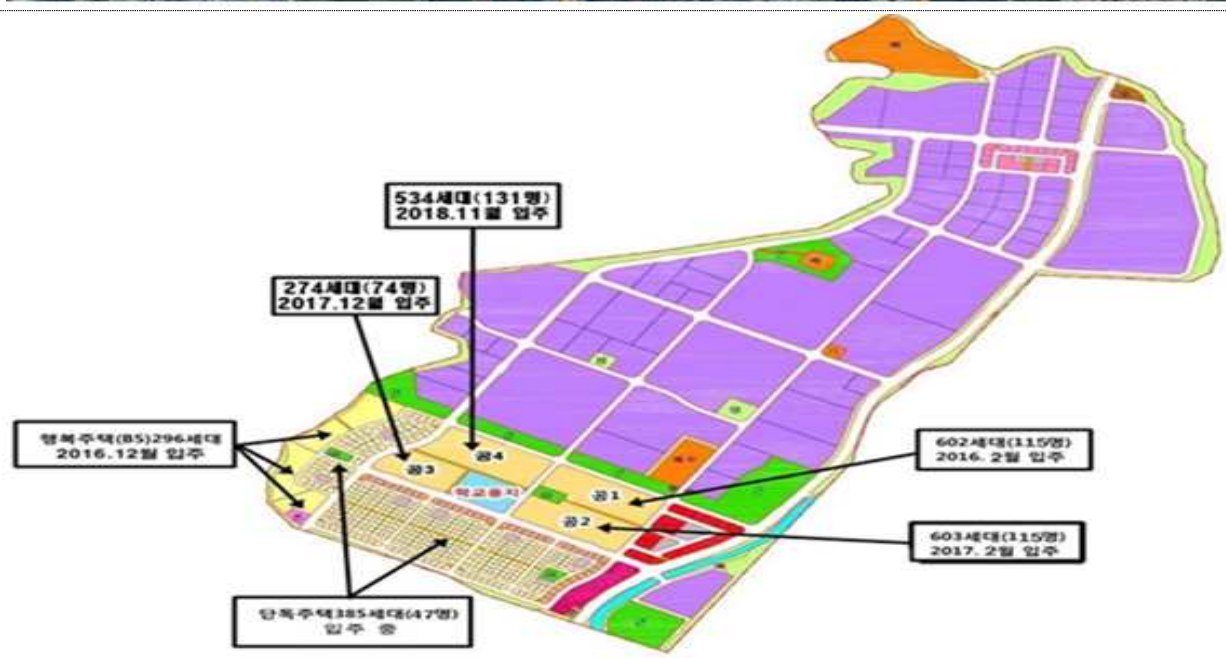 534세대(131명)
2018.11월 입주
274세대(74명)
2017.12월 입주
행복주택(B5)296세대
2016.12월 입주
602세대(115명)
2016. 2월 입주
603세대(115명)
2017. 2월 입주
단독주택385세대(47명)
입주 중
공4
공3
학교용지
공1
공2